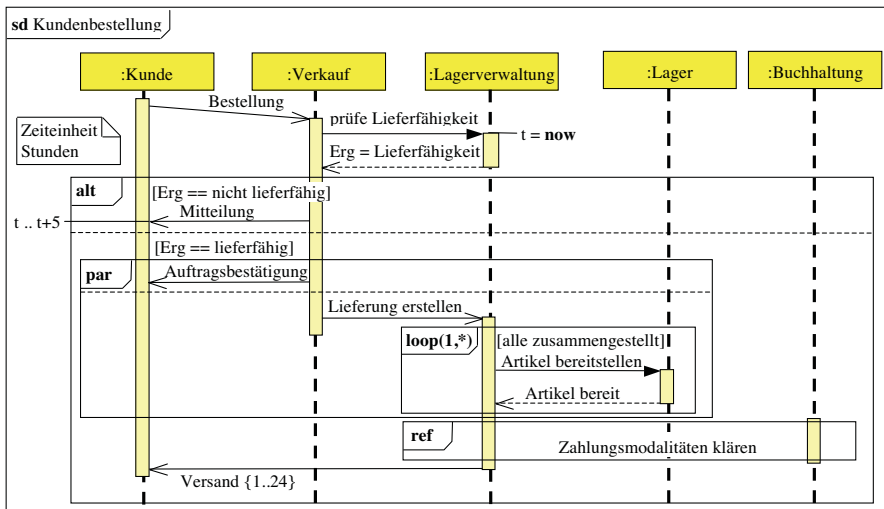 sd Kundenbestellung
:Kunde
:Verkauf
:Lagerverwaltung
:Lager
:Buchhaltung
Bestellung
prüfe Lieferfähigkeit
t = now
Zeiteinheit
Stunden
Erg = Lieferfähigkeit
alt
[Erg == nicht lieferfähig]
Mitteilung
t .. t+5
[Erg == lieferfähig]
par
Auftragsbestätigung
Lieferung erstellen
loop(1,*)
[alle zusammengestellt]
Artikel bereitstellen
Artikel bereit
ref
Zahlungsmodalitäten klären
Versand {1..24}